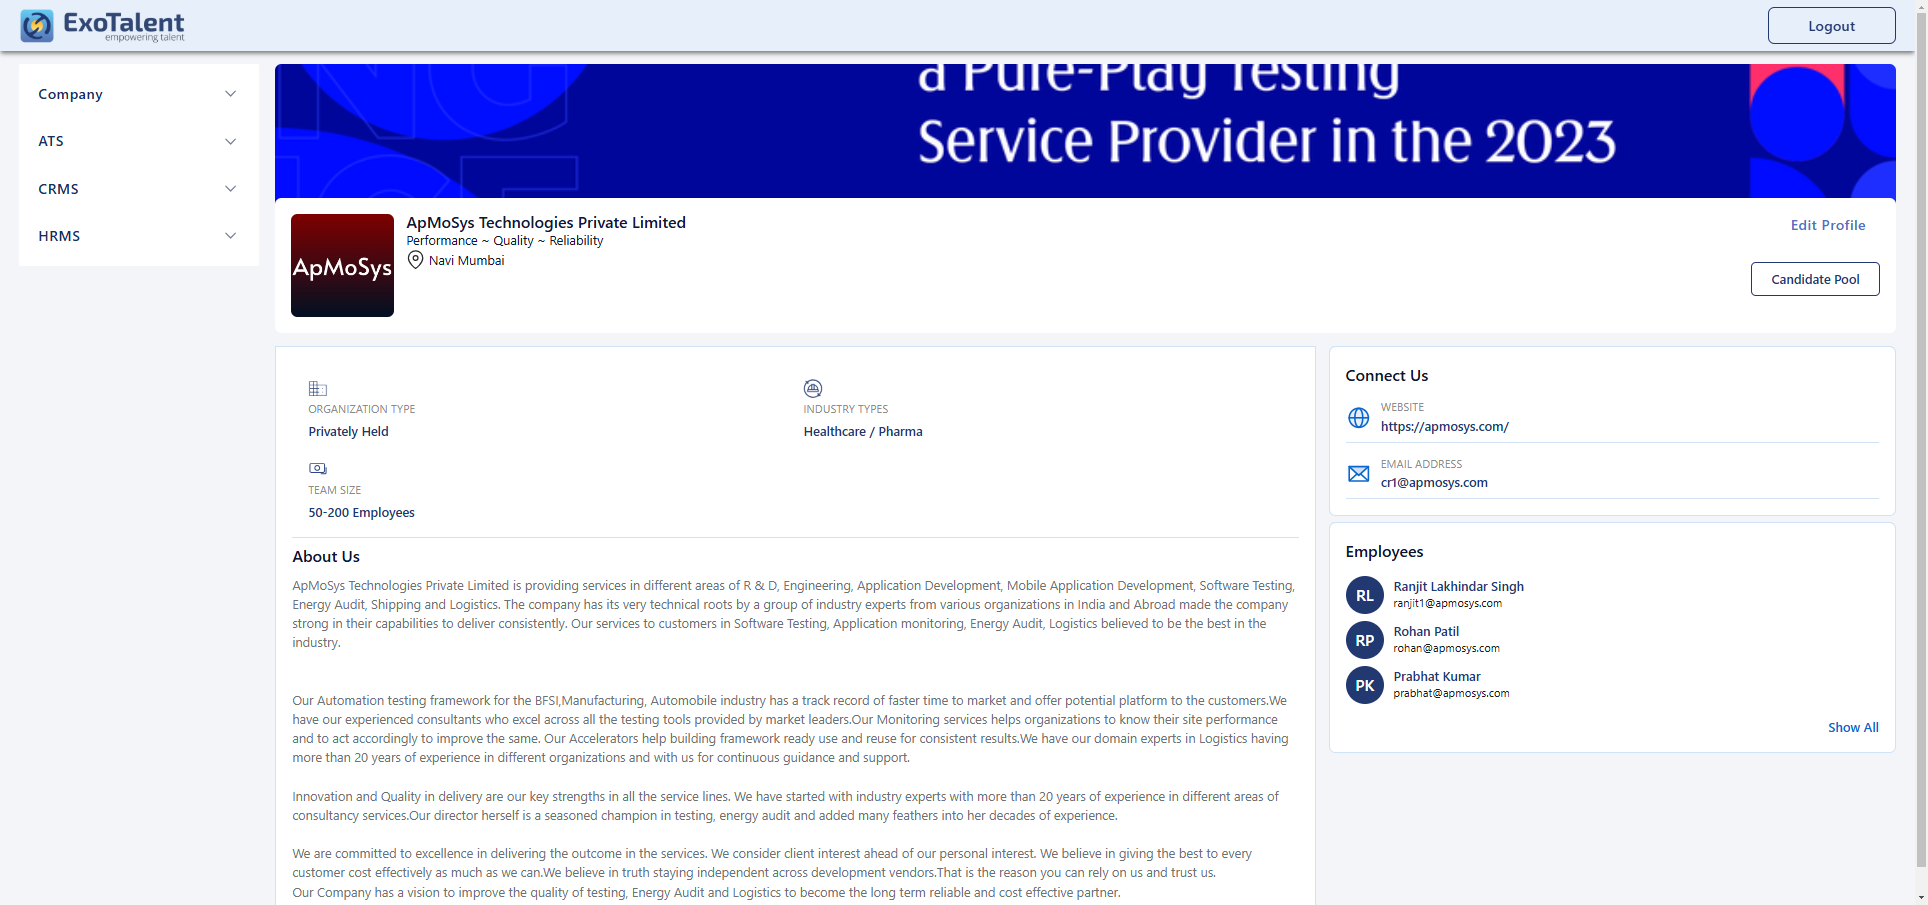 ExoTalent
empowering talent
Logout
Company
ATS
CRMS
HRMS
a Pure-Play Testing
Service Provider in the 2023
ApMoSys
ApMoSys Technologies Private Limited
Performance ~ Quality ~ Reliability
Navi Mumbai
Edit Profile
Candidate Pool
ORGANIZATION TYPE
Privately Held
INDUSTRY TYPES
Healthcare / Pharma
TEAM SIZE
50-200 Employees
About Us
ApMoSys Technologies Private Limited is providing services in different areas of R & D, Engineering, Application Development, Mobile Application Development, Software Testing,
Energy Audit, Shipping and Logistics. The company has its very technical roots by a group of industry experts from various organizations in India and Abroad made the company
strong in their capabilities to deliver consistently. Our services to customers in Software Testing, Application monitoring, Energy Audit, Logistics believed to be the best in the
industry.
Our Automation testing framework for the BFSI,Manufacturing, Automobile industry has a track record of faster time to market and offer potential platform to the customers.We
have our experienced consultants who excel across all the testing tools provided by market leaders.Our Monitoring services helps organizations to know their site performance
and to act accordingly to improve the same. Our Accelerators help building framework ready use and reuse for consistent results.We have our domain experts in Logistics having
more than 20 years of experience in different organizations and with us for continuous guidance and support.
Innovation and Quality in delivery are our key strengths in all the service lines. We have started with industry experts with more than 20 years of experience in different areas of
consultancy services.Our director herself is a seasoned champion in testing, energy audit and added many feathers into her decades of experience.
We are committed to excellence in delivering the outcome in the services. We consider client interest ahead of our personal interest. We believe in giving the best to every
customer cost effectively as much as we can.We believe in truth staying independent across development vendors.That is the reason you can rely on us and trust us.
Our Company has a vision to improve the quality of testing, Energy Audit and Logistics to become the long term reliable and cost effective partner.
Connect Us
WEBSITE
https://apmosys.com/
EMAIL ADDRESS
cr1@apmosys.com
Employees
RL
Ranjit Lakhindar Singh
ranjit1@apmosys.com
RP
Rohan Patil
rohan@apmosys.com
PK
Prabhat Kumar
prabhat@apmosys.com
Show All